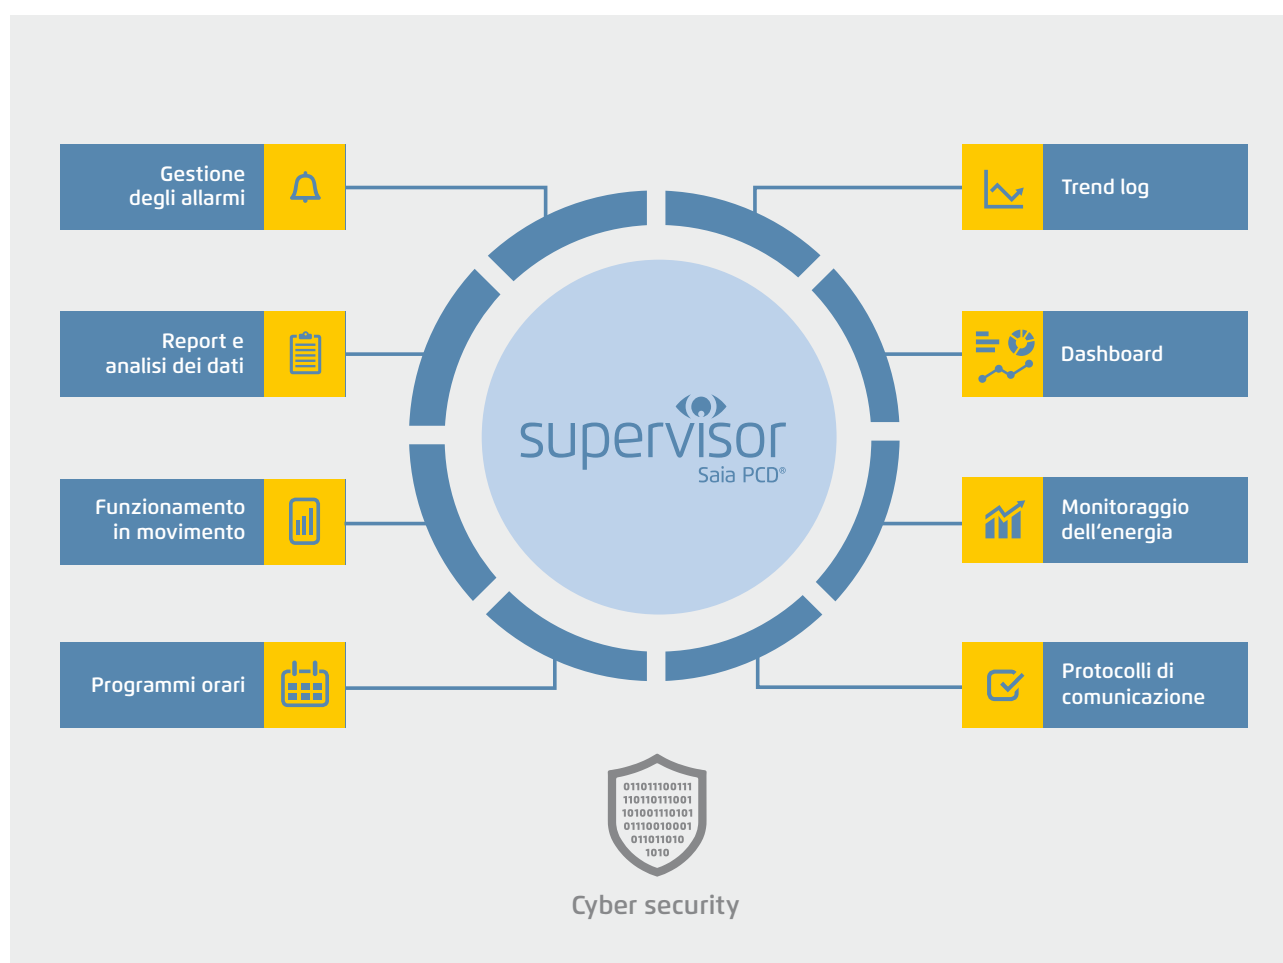 Gestione
degli allarmi
Report e
analisi dei dati
Funzionamento
in movimento
Programmi orari
supervisor
Saia PCD®
Trend log
Dashboard
Monitoraggio
dell‘energia
Protocolli di
comunicazione
011011100111
110110111001
101001110101
01110010001
011011010
1010
Cyber security